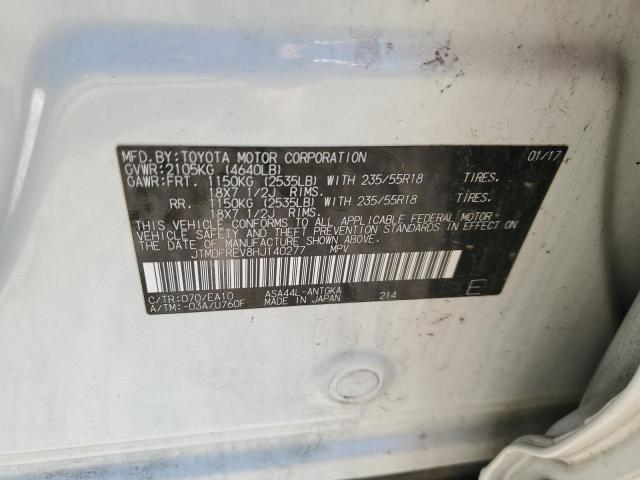 MFD.BY:TOYOTA MOTOR CORPORATION 01/17
GVWR:2105KG (4640LB)
GAWR:FRT. 1150KG (2535LB) WITH 235/55R18 TIRES.
18X7 1/2J RIMS.
RR. 1150KG (2535LB) WITH 235/55R18 TIRES.
18X7 1/2J RIMS.
THIS VEHICLE CONFORMS TO ALL APPLICABLE FEDERAL MOTOR
VEHICLE SAFETY AND THEFT PREVENTION STANDARDS IN EFFECT ON
THE DATE OF MANUFACTURE SHOWN ABOVE.
JTMDFREV8HJ140277 MPV
C/TR:070/EA10 ASA44L-ANTGKA 214 E
A/TM:-03A/U760F MADE IN JAPAN